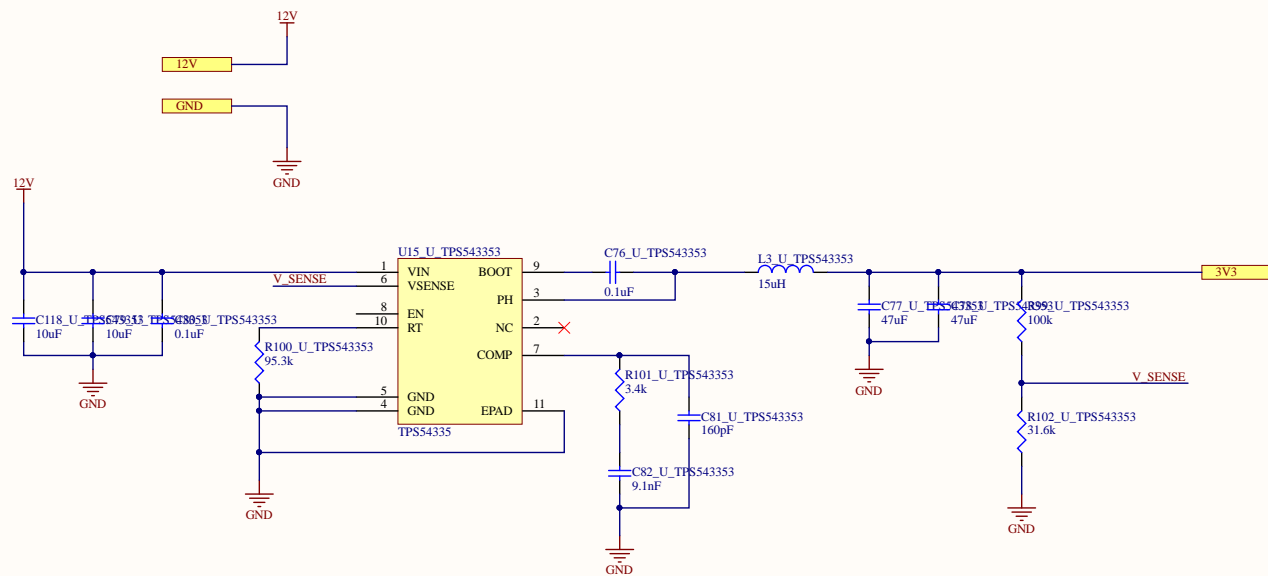 12V
12V
GND
GND
12V
U15_U_TPS543353
C76_U_TPS543353
L3_U_TPS543353
1
VIN
BOOT
9
V_SENSE
6
VSENSE
0.1uF
15uH
3V3
PH
3
8
EN
10
RT
NC
2
C118_U_TPS543353
10uF
10uF
0.1uF
C77_U_TPS543353
47uF
47uF
100k
R100_U_TPS543353
95.3k
COMP
7
R101_U_TPS543353
3.4k
GND
V_SENSE
GND
5
GND
4
GND
EPAD
11
TPS54335
C81_U_TPS543353
160pF
R102_U_TPS543353
31.6k
C82_U_TPS543353
9.1nF
GND
GND
GND